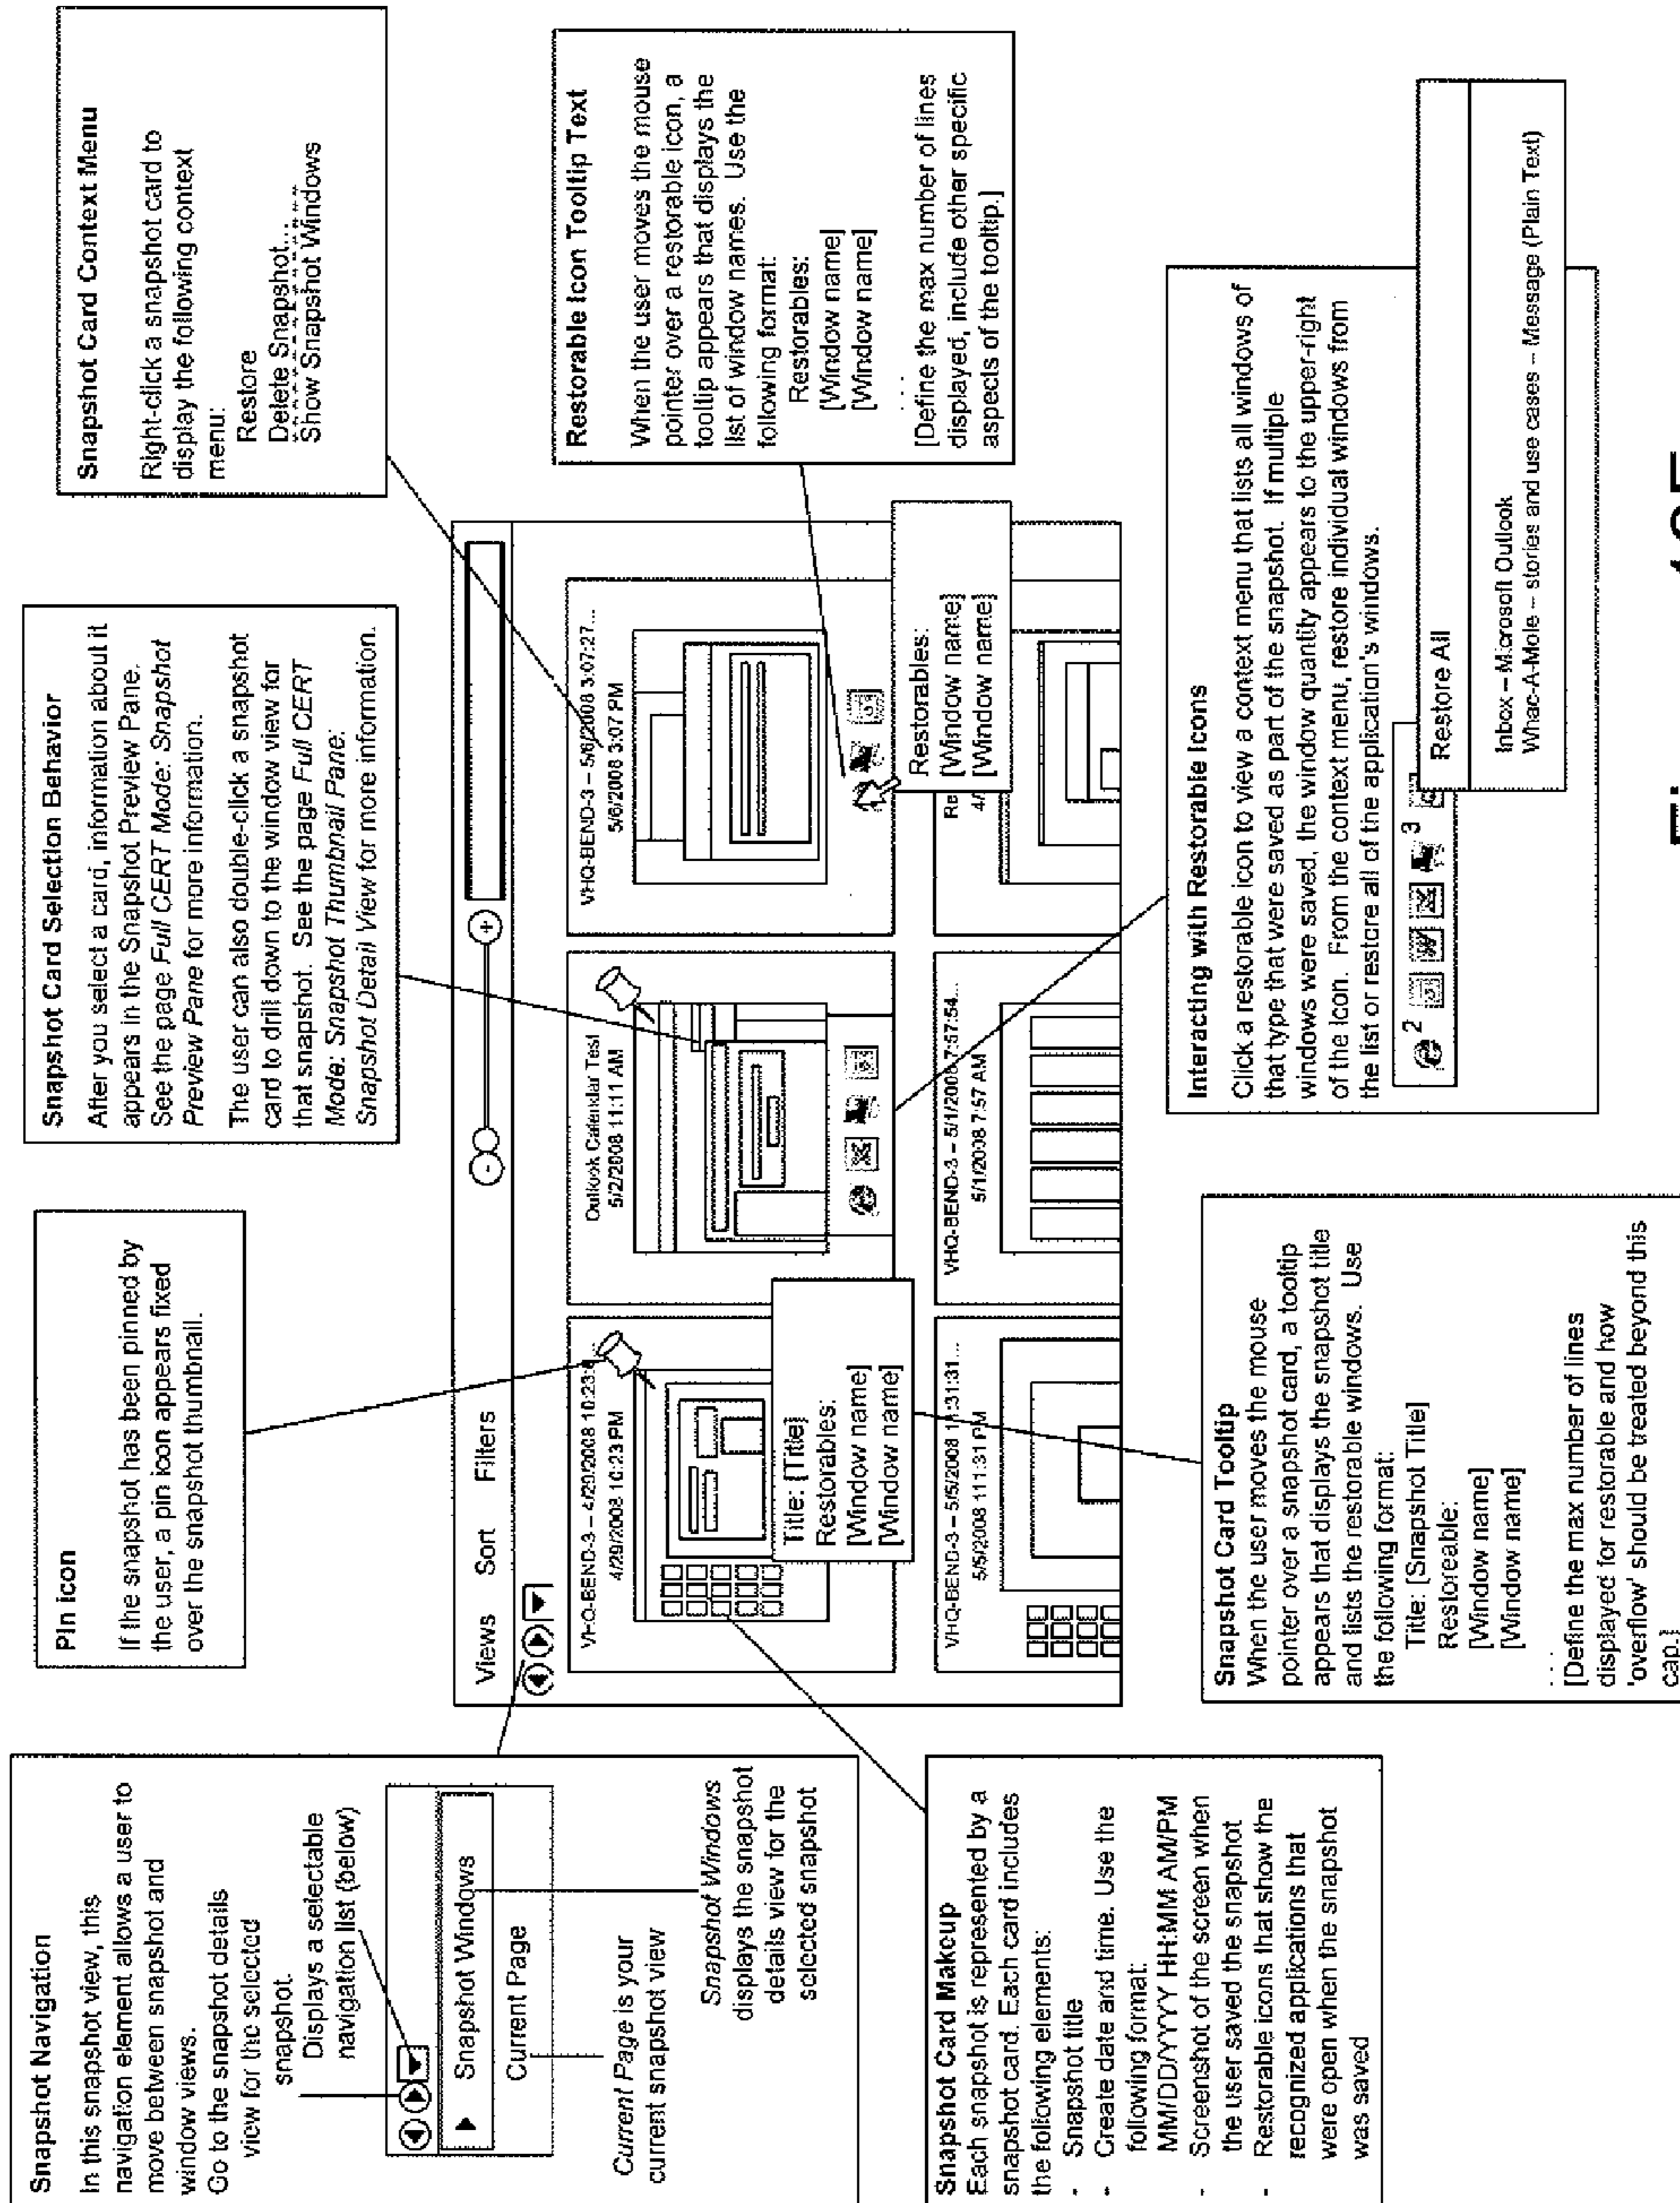 Snapshot Navigation
In this snapshot view, this
navigation element allows a user to
move between snapshot and
window views.
Go to the snapshot details
view for the selected
snapshot.
Displays a selectable
navigation list (below)
Snapshot Windows
Current Page
Current Page is your
current snapshot view
Snapshot Windows
displays the snapshot
details view for the
selected snapshot
Pin icon
If the snapshot has been pinned by
the user, a pin icon appears fixed
over the snapshot thumbnail.
Snapshot Card Selection Behavior
After you select a card, information about it
appears in the Snapshot Preview Pane.
See the page Full CERT Mode: Snapshot
Preview Pane for more information.
The user can also double-click a snapshot
card to drill down to the window view for
that snapshot. See the page Full CERT
Mode: Snapshot Thumbnail Pane:
Snapshot Detail View for more information.
Snapshot Card Context Menu
Right-click a snapshot card to
display the following context
menu:
Restore
Delete Snapshot...
Show Snapshot Windows
Views Sort Filters
- +
VHQ-BEND-3 – 4/29/2008 10:23:
4/29/2008 10:23 PM
Title: [Title]
Restorables:
[Window name]
[Window name]
Outlook Calendar Test
5/2/2008 11:11 AM
VHQ-BEND-3 – 5/6/2008 3:07:27...
5/6/2008 3:07 PM
Restorables:
[Window name]
[Window name]
VHQ-BEND-3 – 5/5/2008 1 :31:31...
5/5/2008 111:31 PM
VHQ-BEND-3 – 5/1/2008 7:57:54...
5/1/2008 7:57 AM
Re
4/
Restorable Icon Tooltip Text
When the user moves the mouse
pointer over a restorable icon, a
tooltip appears that displays the
list of window names. Use the
following format:
Restorables:
[Window name]
[Window name]
. . .
[Define the max number of lines
displayed, include other specific
aspects of the tooltip.]
Snapshot Card Makeup
Each snapshot is represented by a
snapshot card. Each card includes
the following elements:
- Snapshot title
- Create date and time. Use the
following format:
MM/DD/YYYY HH:MM AM/PM
- Screenshot of the screen when
the user saved the snapshot
- Restorable icons that show the
recognized applications that
were open when the snapshot
was saved
Snapshot Card Tooltip
When the user moves the mouse
pointer over a snapshot card, a tooltip
appears that displays the snapshot title
and lists the restorable windows. Use
the following format:
Title: [Snapshot Title]
Restoreable:
[Window name]
[Window name]
. . .
[Define the max number of lines
displayed for restorable and how
'overflow' should be treated beyond this
cap.]
Interacting with Restorable Icons
Click a restorable icon to view a context menu that lists all windows of
that type that were saved as part of the snapshot. If multiple
windows were saved, the window quantity appears to the upper-right
of the icon. From the context menu, restore individual windows from
the list or restore all of the application's windows.
2 3
Restore All
Inbox – Microsoft Outlook
Whac-A-Mole – stories and use cases – Message (Plain Text)